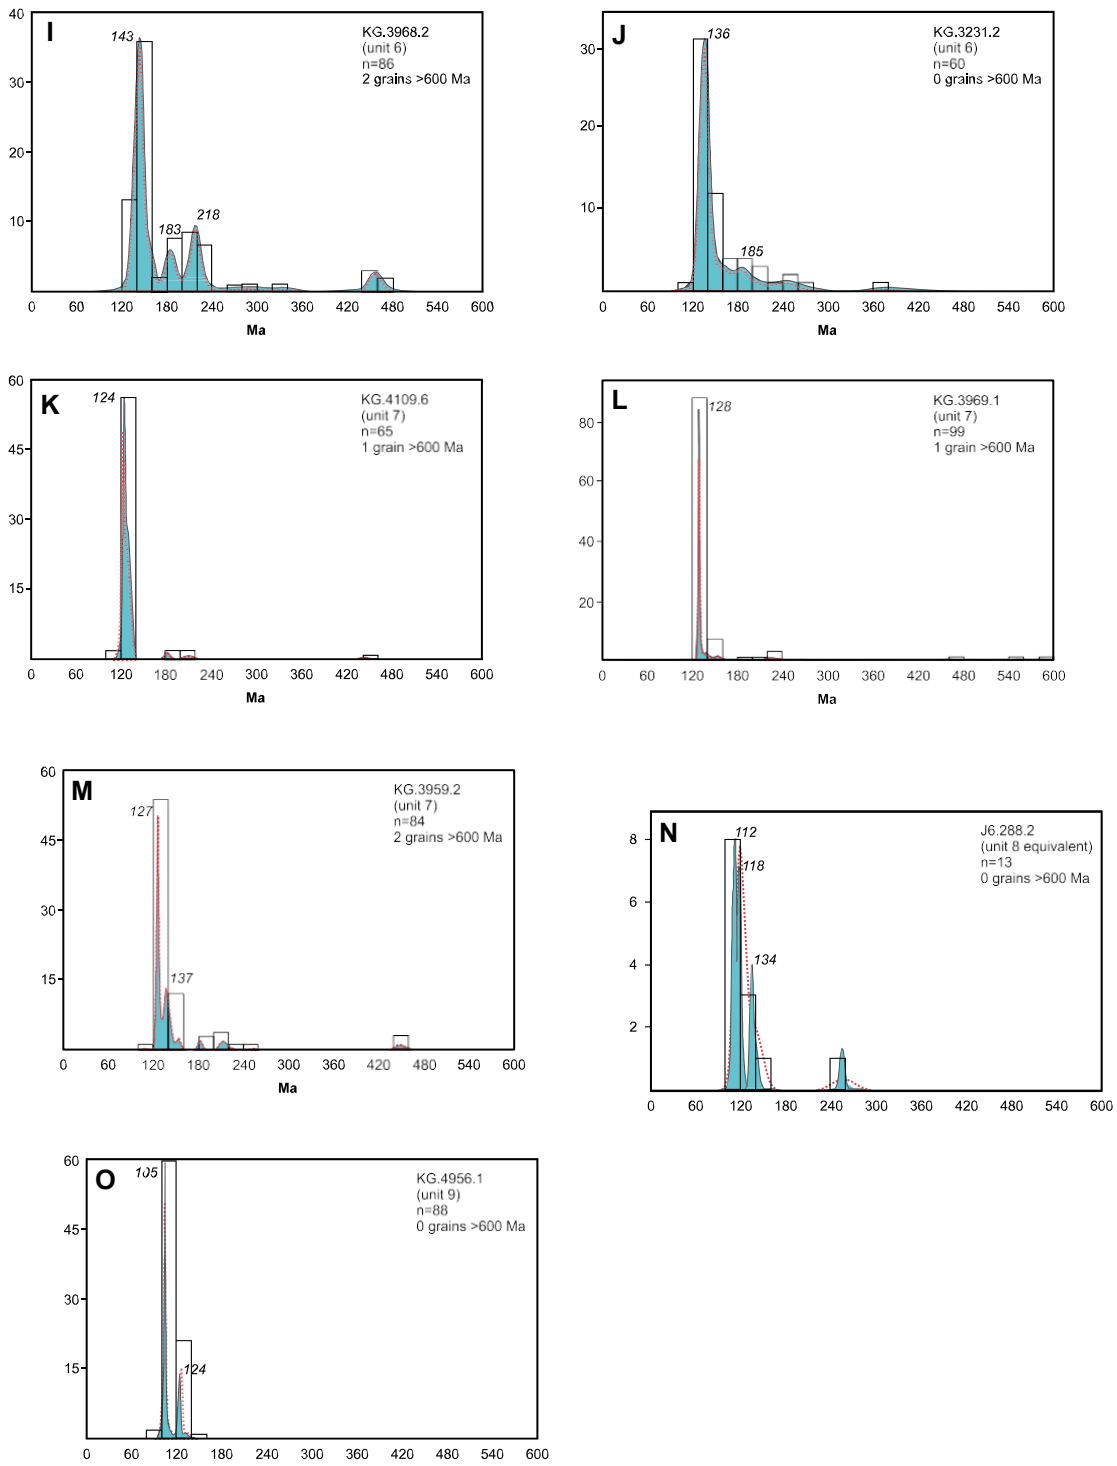 I
KG.3968.2
(unit 6)
n=86
2 grains >600 Ma
143
183
218
40
30
20
10
0 60 120 180 240 300 360 420 480 540 600
Ma
J
KG.3231.2
(unit 6)
n=60
0 grains >600 Ma
136
185
30
20
10
0 60 120 180 240 300 360 420 480 540 600
Ma
K
KG.4109.6
(unit 7)
n=65
1 grain >600 Ma
124
60
45
30
15
0 60 120 180 240 300 360 420 480 540 600
Ma
L
KG.3969.1
(unit 7)
n=99
1 grain >600 Ma
128
80
60
40
20
0 60 120 180 240 300 360 420 480 540 600
Ma
M
KG.3959.2
(unit 7)
n=84
2 grains >600 Ma
127
137
60
45
30
15
0 60 120 180 240 300 360 420 480 540 600
Ma
N
J6.288.2
(unit 8 equivalent)
n=13
0 grains >600 Ma
112
118
134
8
6
4
2
0 60 120 180 240 300 360 420 480 540 600
O
KG.4956.1
(unit 9)
n=88
0 grains >600 Ma
105
124
60
45
30
15
0 60 120 180 240 300 360 420 480 540 600